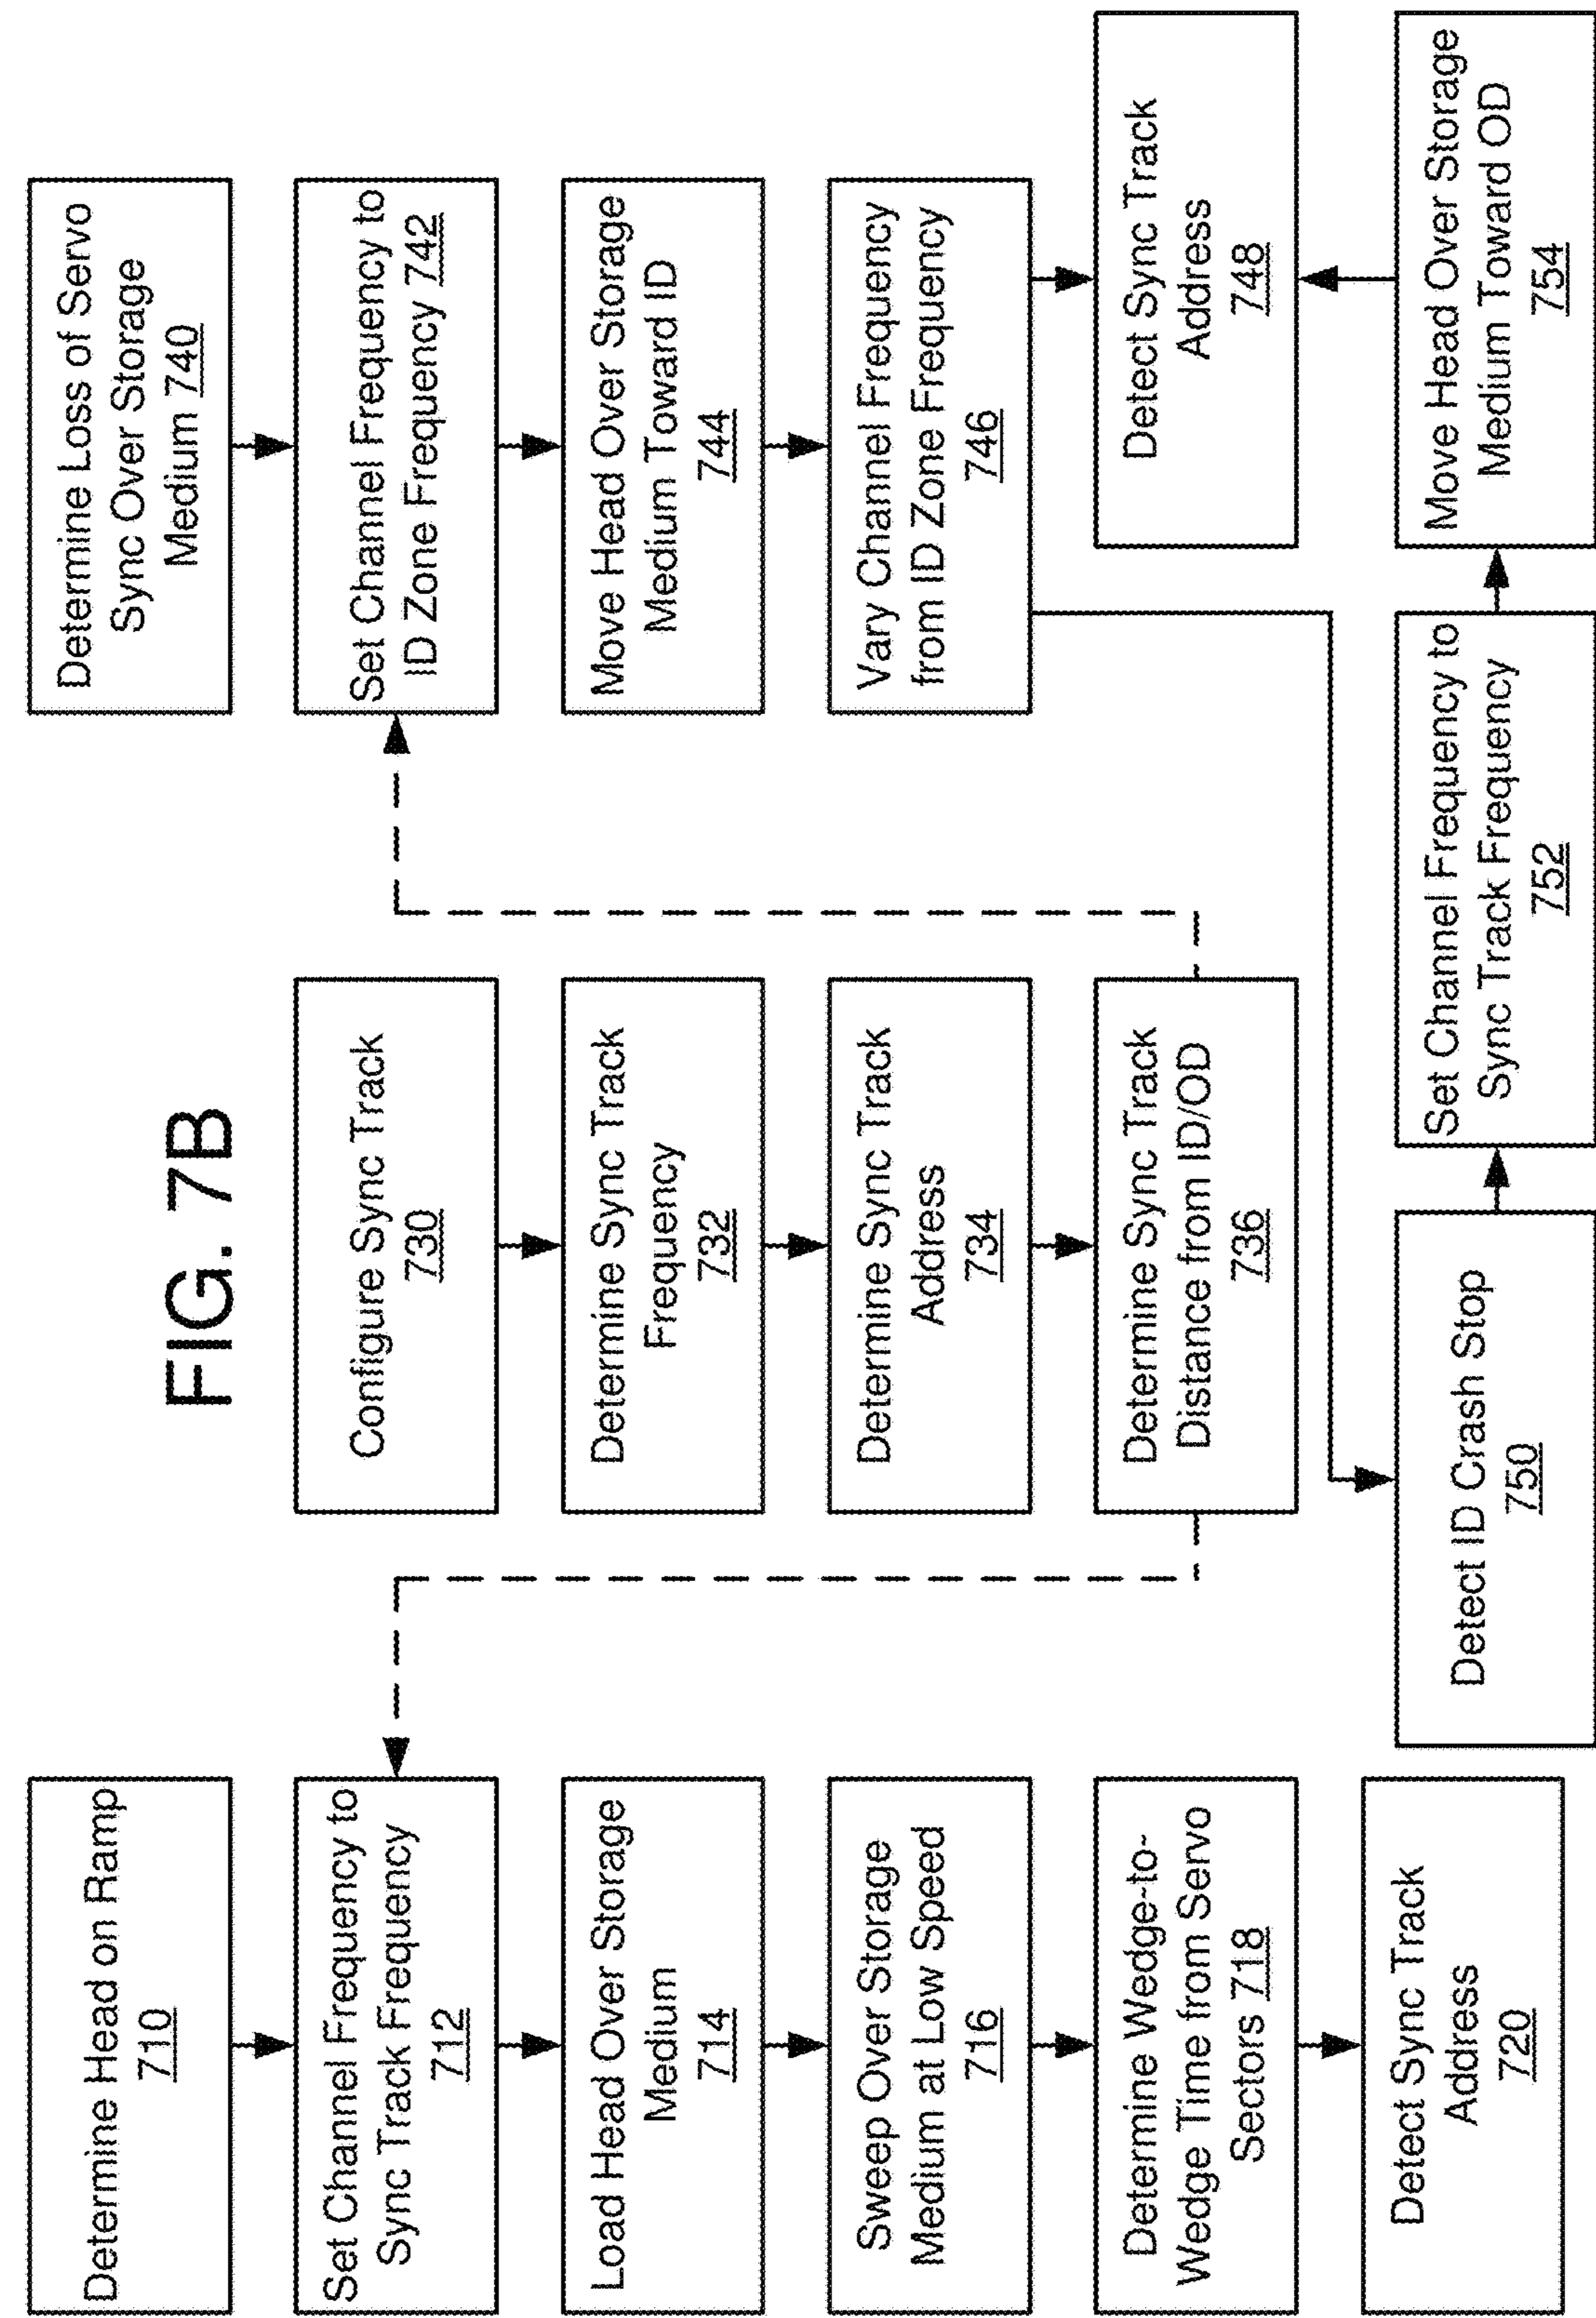 FIG. 7B
Determine Head on Ramp
710
Set Channel Frequency to
Sync Track Frequency
712
Load Head Over Storage
Medium
714
Sweep Over Storage
Medium at Low Speed
716
Determine Wedge-to-
Wedge Time from Servo
Sectors 718
Detect Sync Track
Address
720
Configure Sync Track
730
Determine Sync Track
Frequency
732
Determine Sync Track
Address
734
Determine Sync Track
Distance from ID/OD
736
Determine Loss of Servo
Sync Over Storage
Medium 740
Set Channel Frequency to
ID Zone Frequency 742
Move Head Over Storage
Medium Toward ID
744
Vary Channel Frequency
from ID Zone Frequency
746
Detect Sync Track
Address
748
Detect ID Crash Stop
750
Set Channel Frequency to
Sync Track Frequency
752
Move Head Over Storage
Medium Toward OD
754